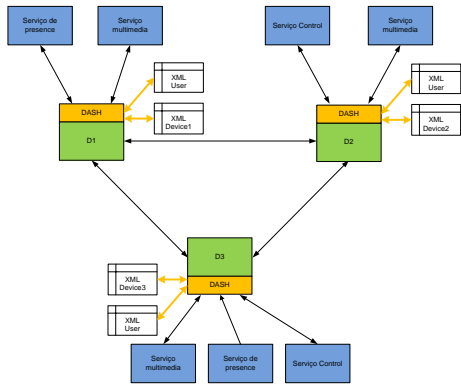 Serviço de
presence
Serviço
multimedia
Serviço Control
Serviço
multimedia
XML
User
DASH
XML
Device1
D1
XML
User
DASH
XML
Device2
D2
D3
DASH
XML
Device3
XML
User
Serviço
multimedia
Serviço de
presence
Serviço Control